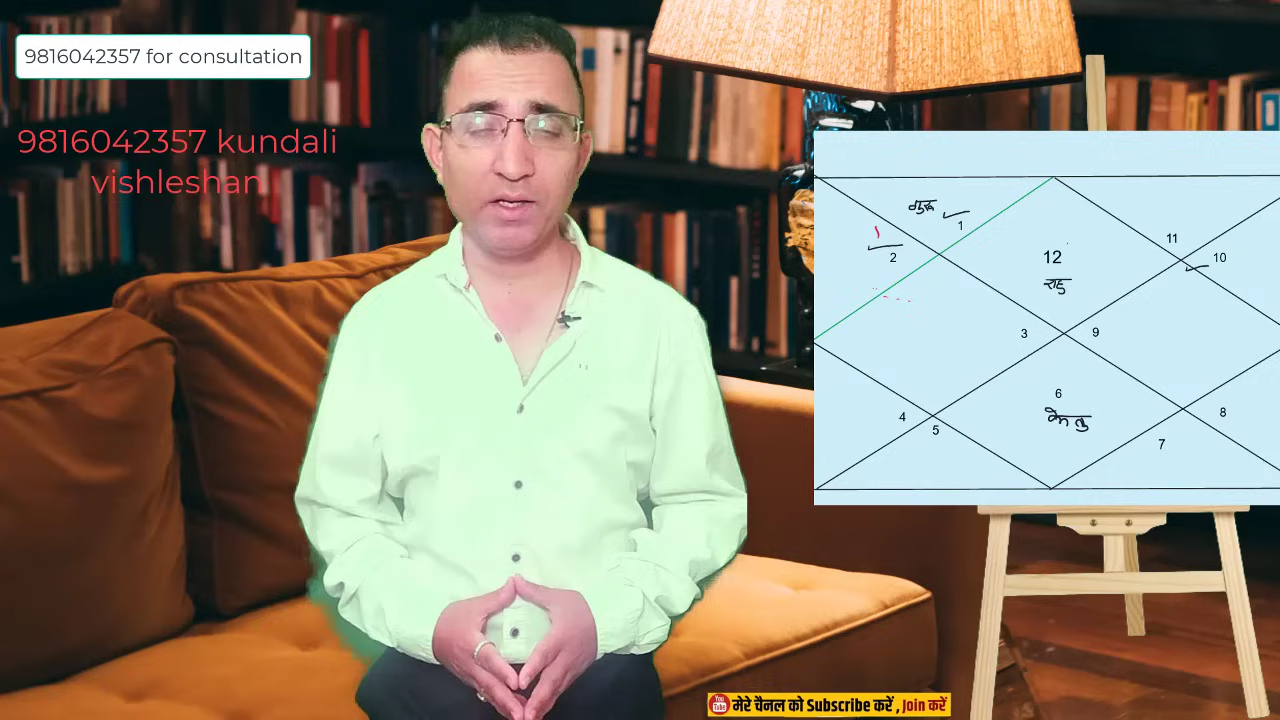 9816042357 for consultation
9816042357 kundali
vishleshan
गुरु
1
2
12
राहु
11
10
3
9
6
केतु
4
5
8
7
मेरे चैनल को Subscribe करें , Join करें